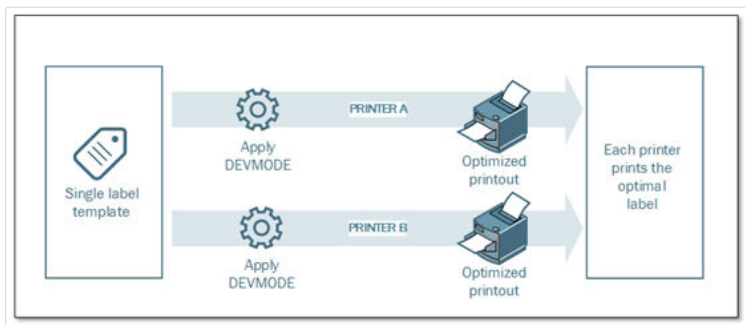 Single label
template
Apply
DEVMODE
PRINTER A
Optimized
printout
Apply
DEVMODE
PRINTER B
Optimized
printout
Each printer
prints the
optimal
label